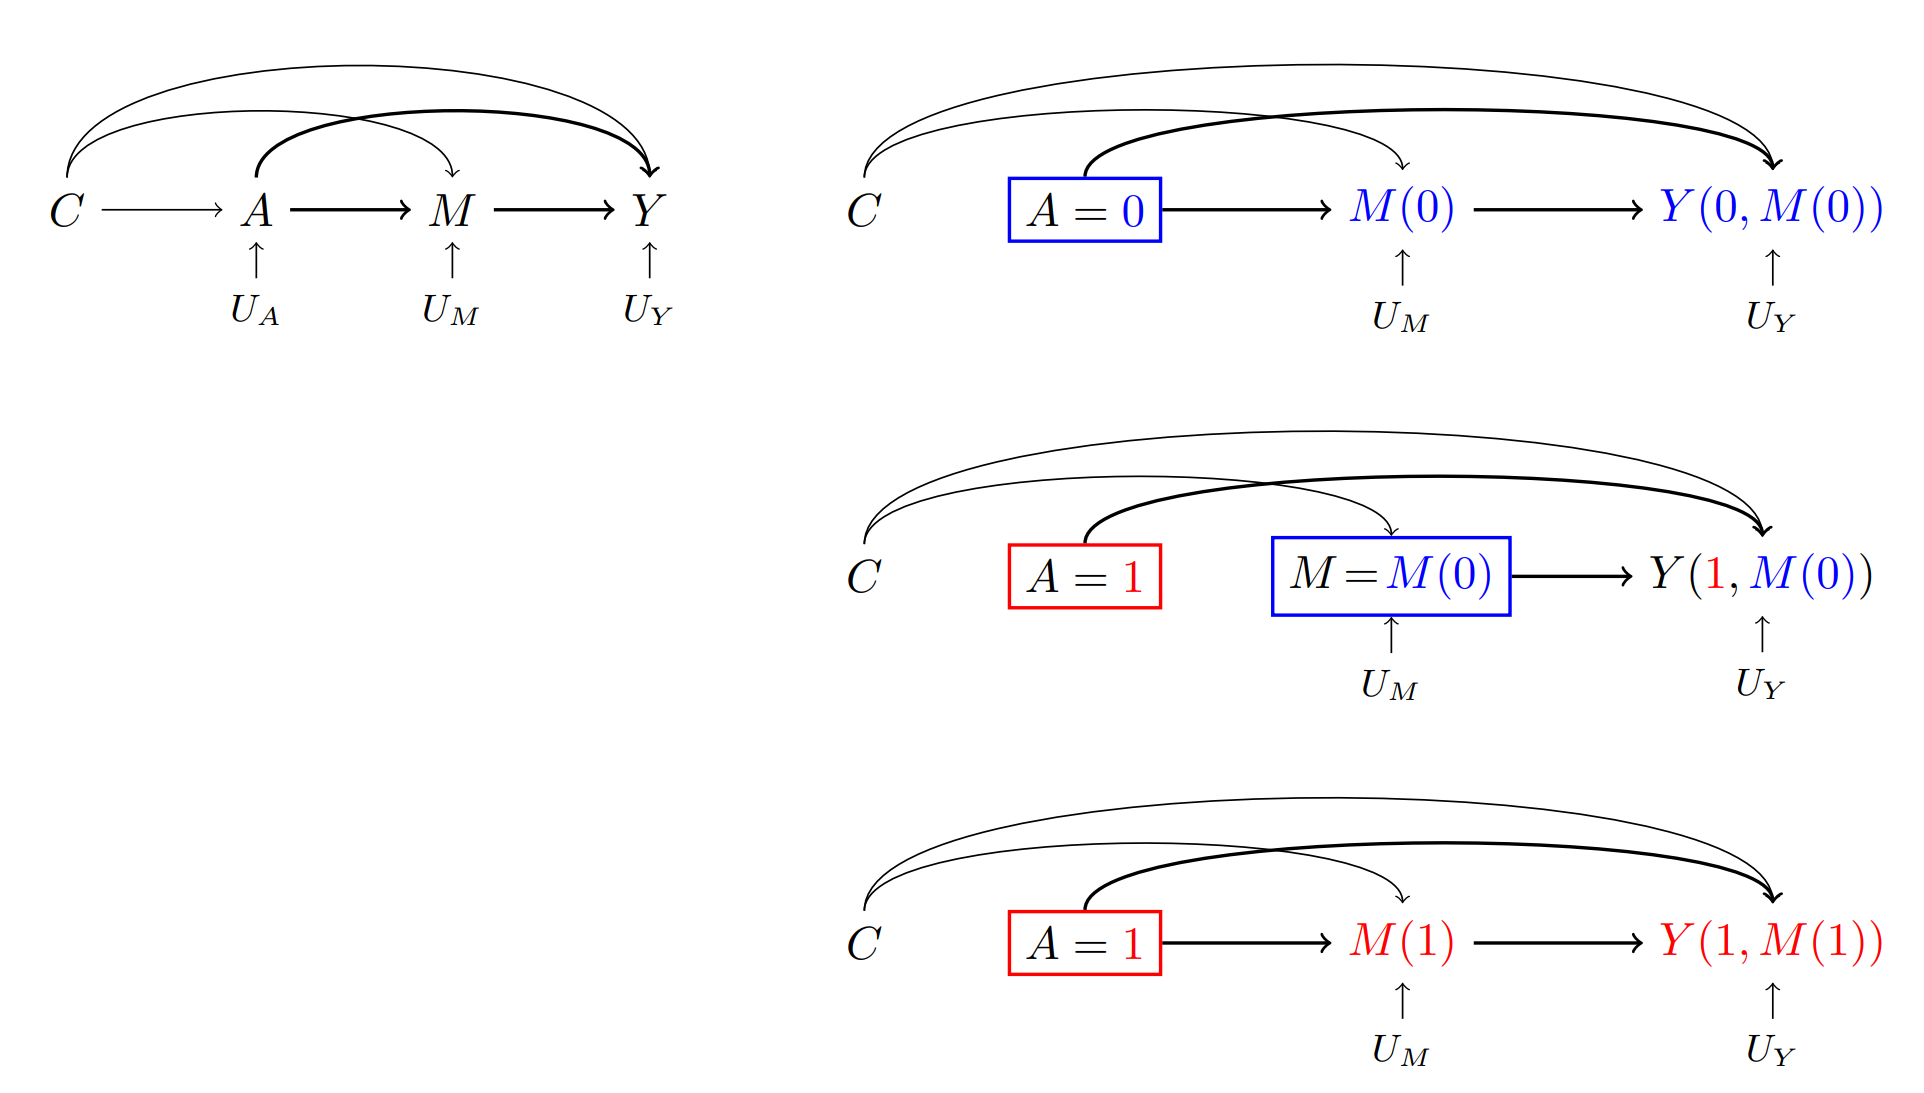 C A M Y
U_A U_M U_Y
C A = 0 M(0) Y(0, M(0))
U_M U_Y
C A = 1 M = M(0) Y(1, M(0))
U_M U_Y
C A = 1 M(1) Y(1, M(1))
U_M U_Y